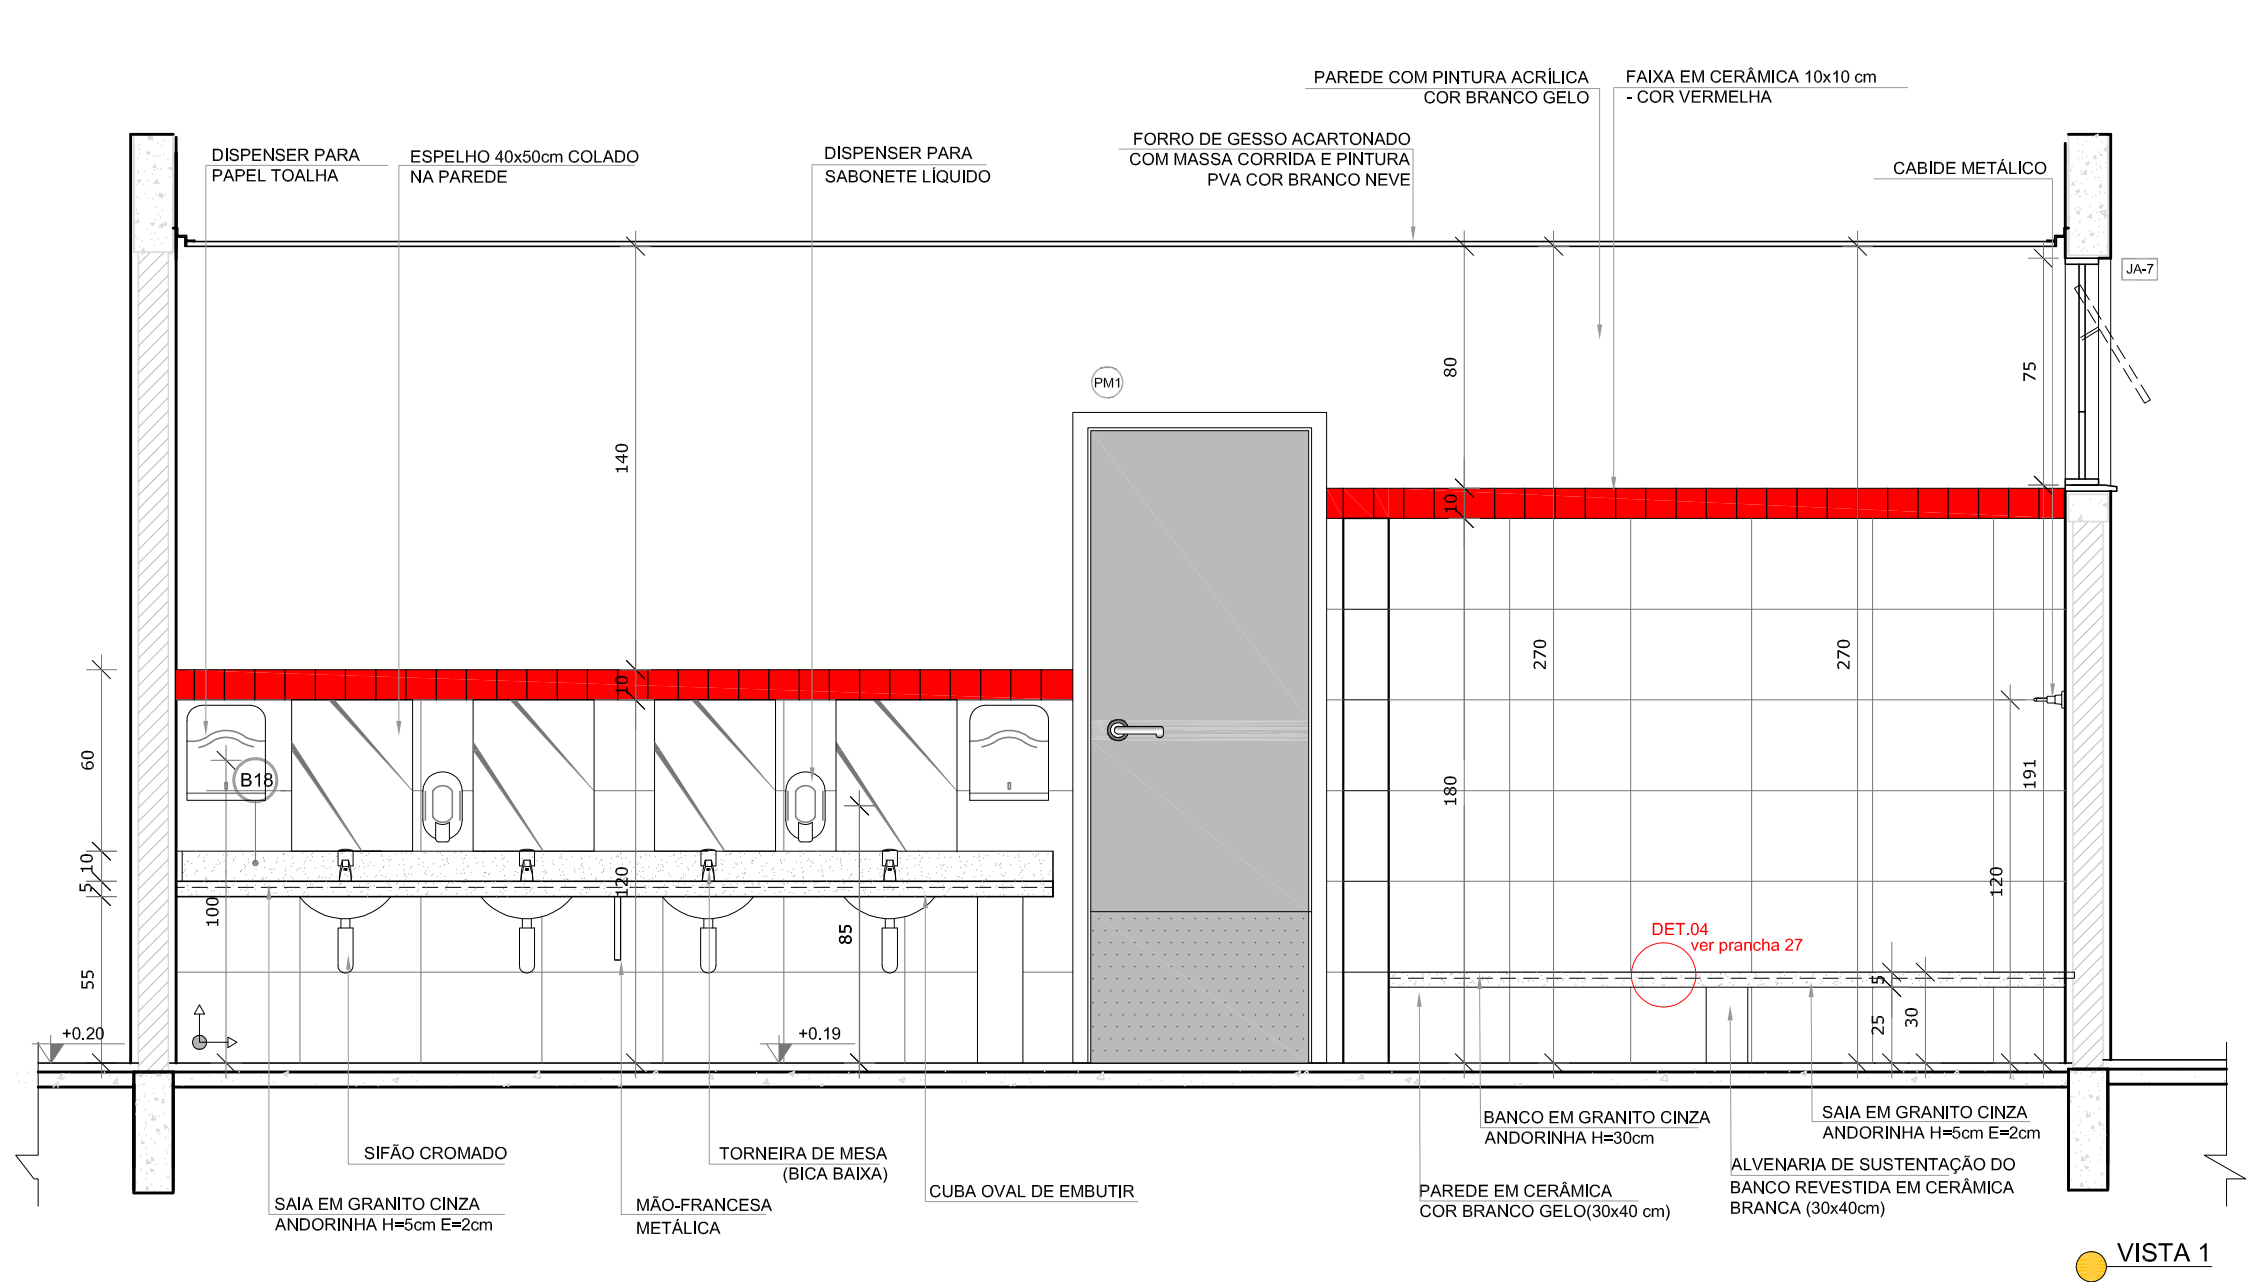 PAREDE COM PINTURA ACRÍLICA
COR BRANCO GELO
FAIXA EM CERÂMICA 10x10 cm
- COR VERMELHA
DISPENSER PARA
PAPEL TOALHA
ESPELHO 40x50cm COLADO
NA PAREDE
DISPENSER PARA
SABONETE LÍQUIDO
FORRO DE GESSO ACARTONADO
COM MASSA CORRIDA E PINTURA
PVA COR BRANCO NEVE
CABIDE METÁLICO
JA-7
80
75
PM1
140
10
10
270
270
60
B18
191
180
10
5
120
120
100
85
DET.04
ver prancha 27
55
5
25
30
+0.20
+0.19
BANCO EM GRANITO CINZA
ANDORINHA H=30cm
SAIA EM GRANITO CINZA
ANDORINHA H=5cm E=2cm
SIFÃO CROMADO
TORNEIRA DE MESA
(BICA BAIXA)
ALVENARIA DE SUSTENTAÇÃO DO
BANCO REVESTIDA EM CERÂMICA
BRANCA (30x40cm)
CUBA OVAL DE EMBUTIR
PAREDE EM CERÂMICA
COR BRANCO GELO(30x40 cm)
SAIA EM GRANITO CINZA
ANDORINHA H=5cm E=2cm
MÃO-FRANCESA
METÁLICA
VISTA 1